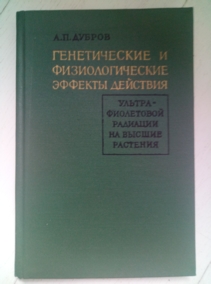 А.П.ДУБРОВ
ГЕНЕТИЧЕСКИЕ И
ФИЗИОЛОГИЧЕСКИЕ
ЭФФЕКТЫ ДЕЙСТВИЯ
УЛЬТРА-
ФИОЛЕТОВОЙ
РАДИАЦИИ
НА ВЫСШИЕ
РАСТЕНИЯ